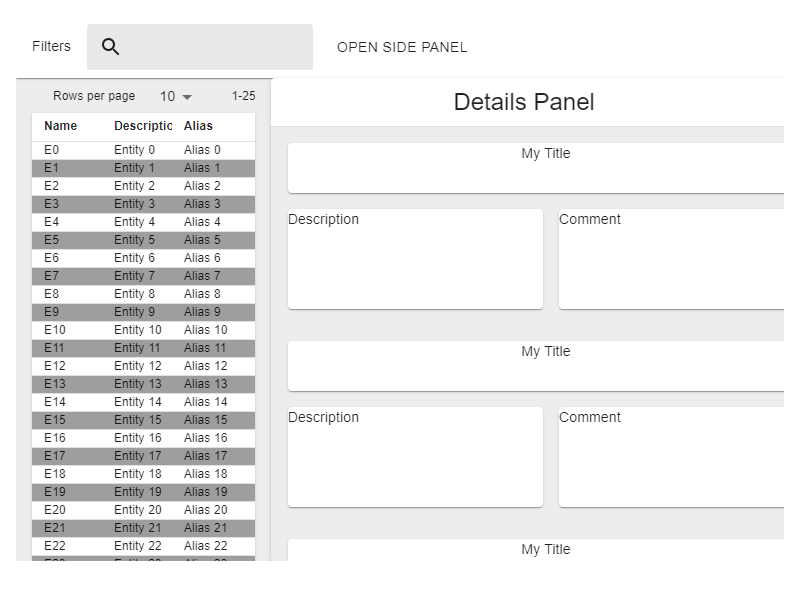 Filters
OPEN SIDE PANEL
Rows per page 10 1-25
Name Descriptic Alias
E0 Entity 0 Alias 0
E1 Entity 1 Alias 1
E2 Entity 2 Alias 2
E3 Entity 3 Alias 3
E4 Entity 4 Alias 4
E5 Entity 5 Alias 5
E6 Entity 6 Alias 6
E7 Entity 7 Alias 7
E8 Entity 8 Alias 8
E9 Entity 9 Alias 9
E10 Entity 10 Alias 10
E11 Entity 11 Alias 11
E12 Entity 12 Alias 12
E13 Entity 13 Alias 13
E14 Entity 14 Alias 14
E15 Entity 15 Alias 15
E16 Entity 16 Alias 16
E17 Entity 17 Alias 17
E18 Entity 18 Alias 18
E19 Entity 19 Alias 19
E20 Entity 20 Alias 20
E21 Entity 21 Alias 21
E22 Entity 22 Alias 22
Details Panel
My Title
Description Comment
My Title
Description Comment
My Title